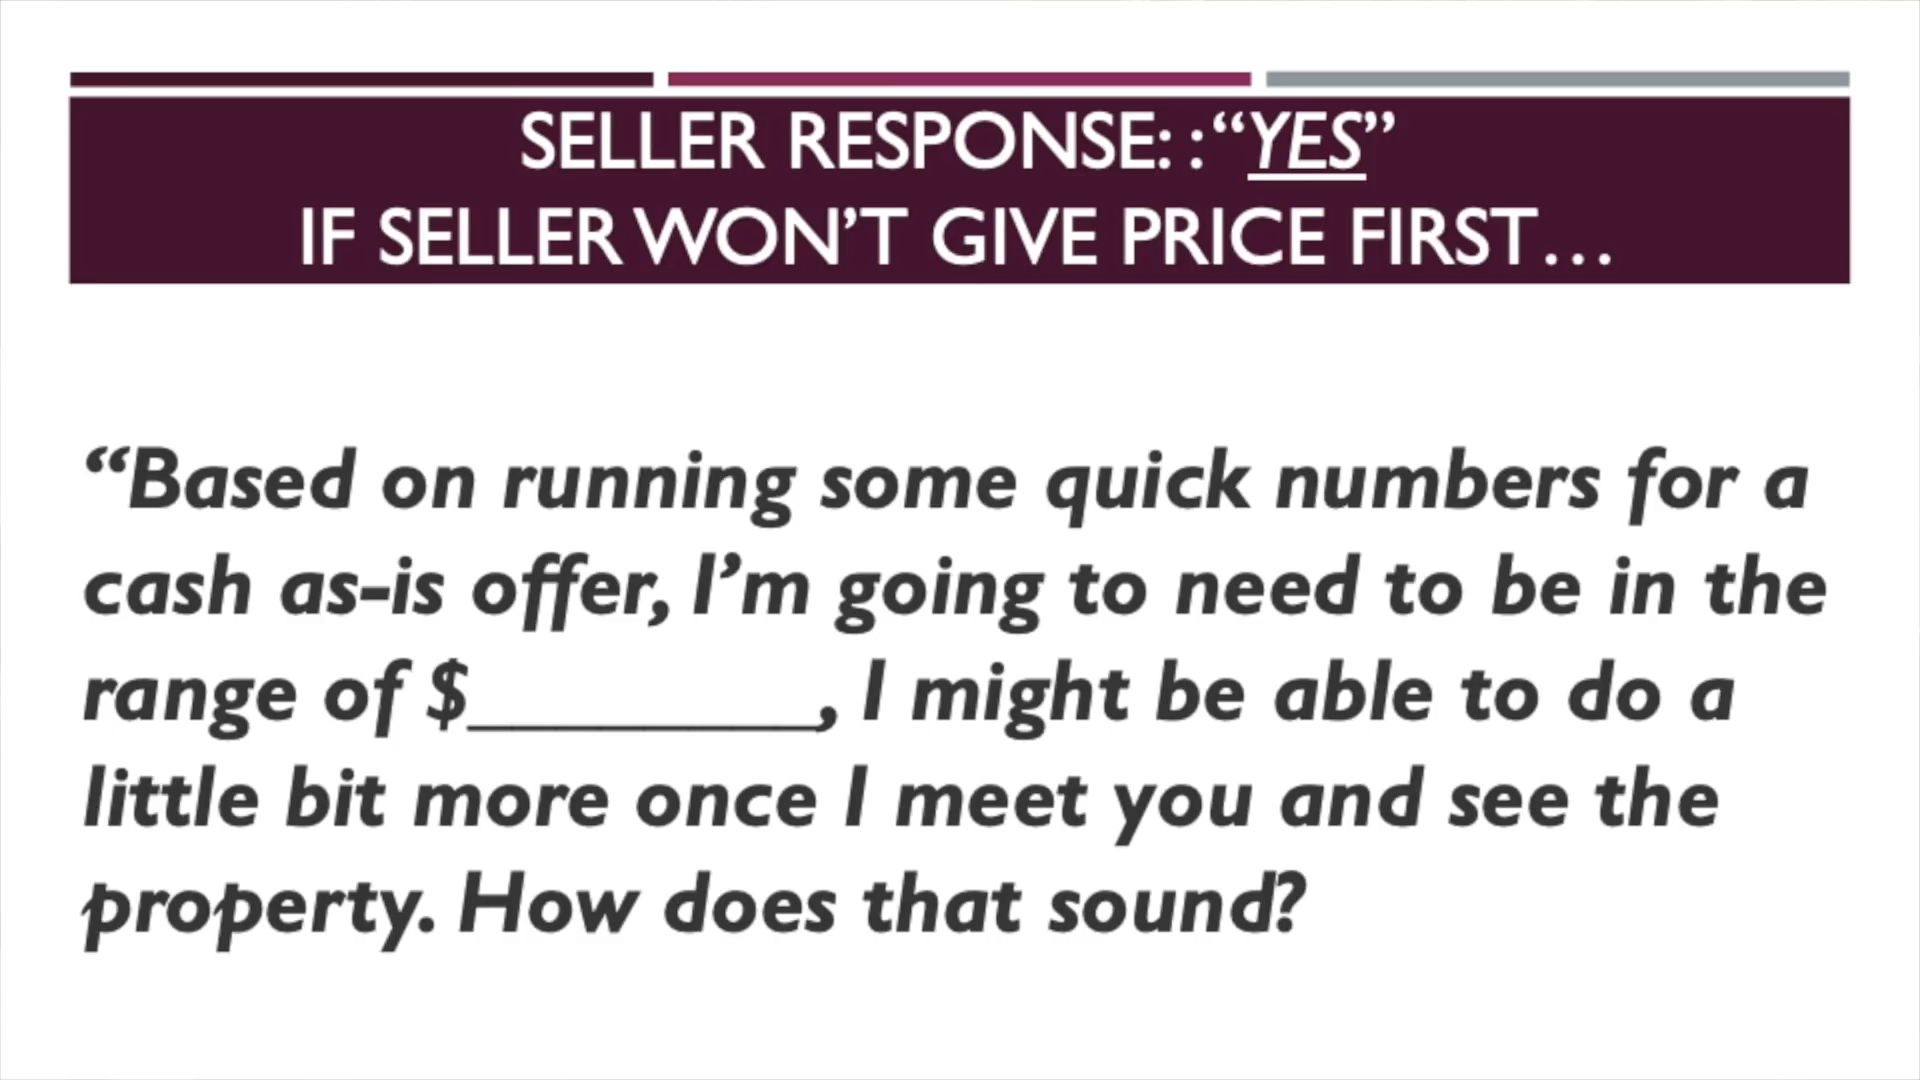 SELLER RESPONSE: :“YES”
IF SELLER WON’T GIVE PRICE FIRST…
“Based on running some quick numbers for a
cash as-is offer, I’m going to need to be in the
range of $_________, I might be able to do a
little bit more once I meet you and see the
property. How does that sound?